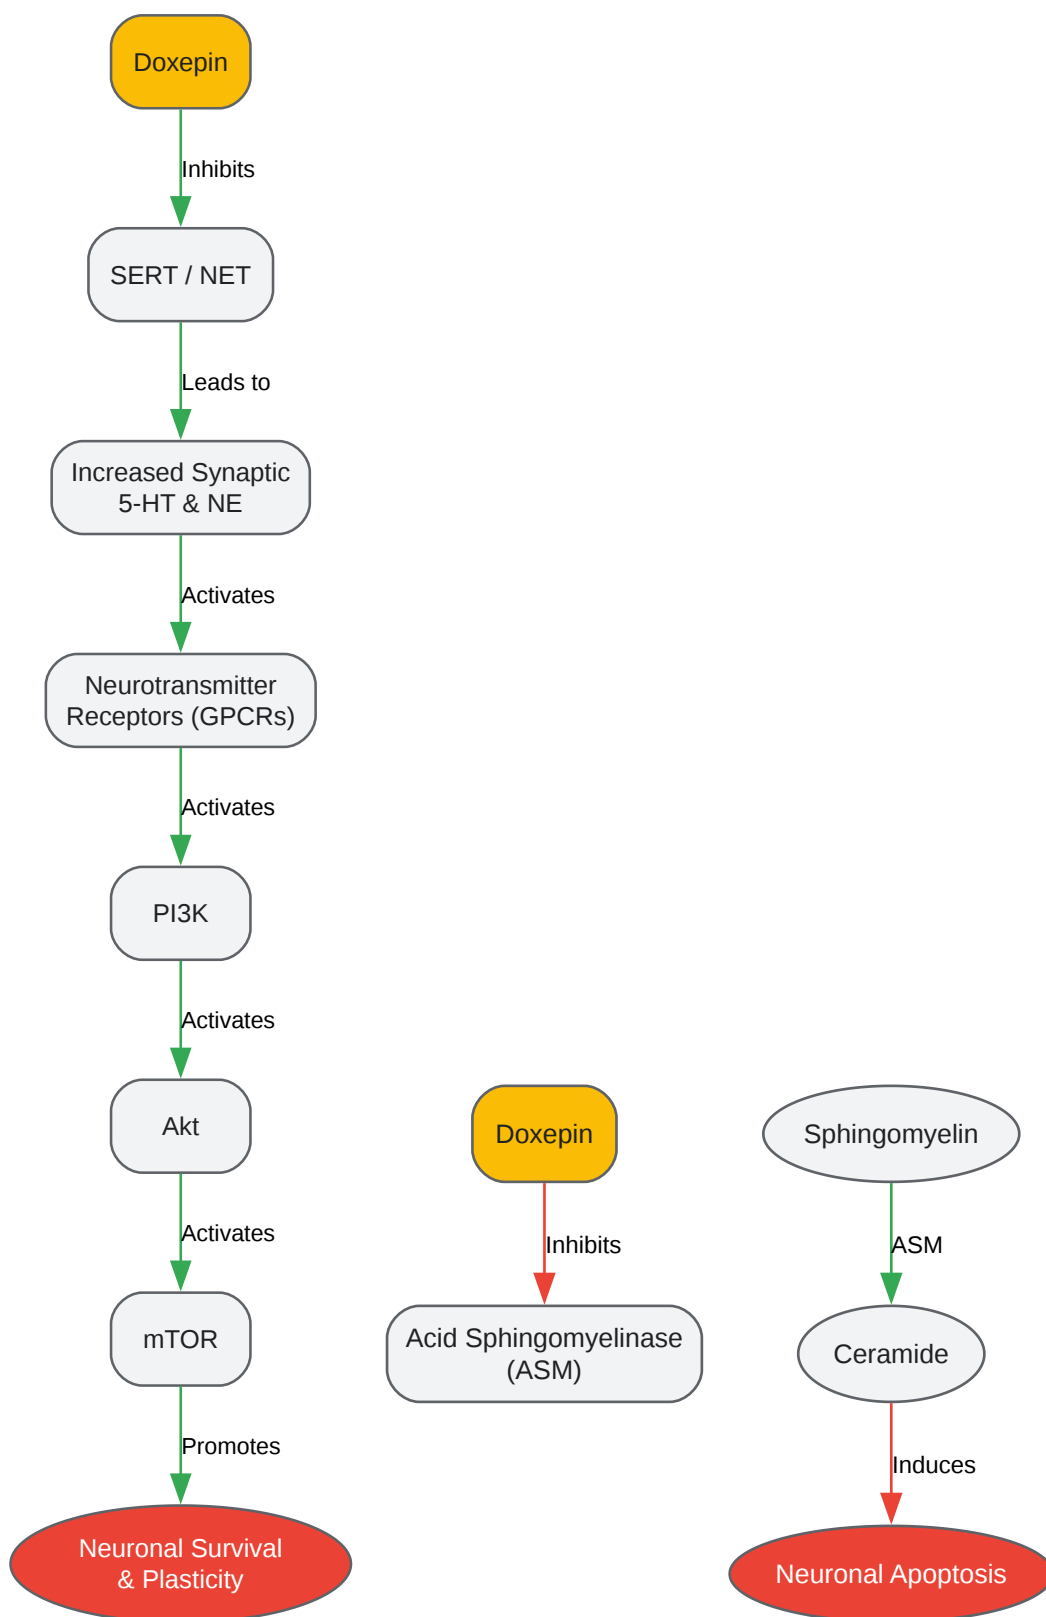 Doxepin
Inhibits
SERT / NET
Leads to
Increased Synaptic
5-HT & NE
Activates
Neurotransmitter
Receptors (GPCRs)
Activates
PI3K
Activates
Akt
Activates
mTOR
Promotes
Neuronal Survival
& Plasticity
Doxepin
Inhibits
Acid Sphingomyelinase
(ASM)
Sphingomyelin
ASM
Ceramide
Induces
Neuronal Apoptosis